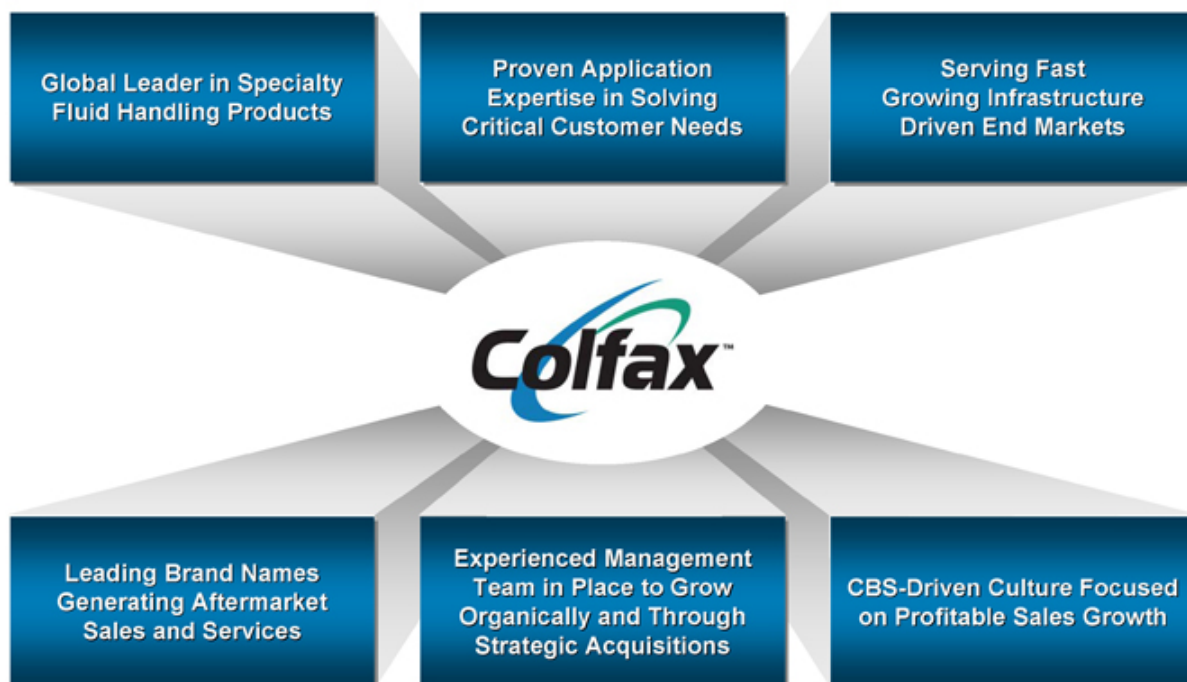 Global Leader in Specialty
Fluid Handling Products
Proven Application
Expertise in Solving
Critical Customer Needs
Serving Fast
Growing Infrastructure
Driven End Markets
Colfax™
Leading Brand Names
Generating Aftermarket
Sales and Services
Experienced Management
Team in Place to Grow
Organically and Through
Strategic Acquisitions
CBS-Driven Culture Focused
on Profitable Sales Growth